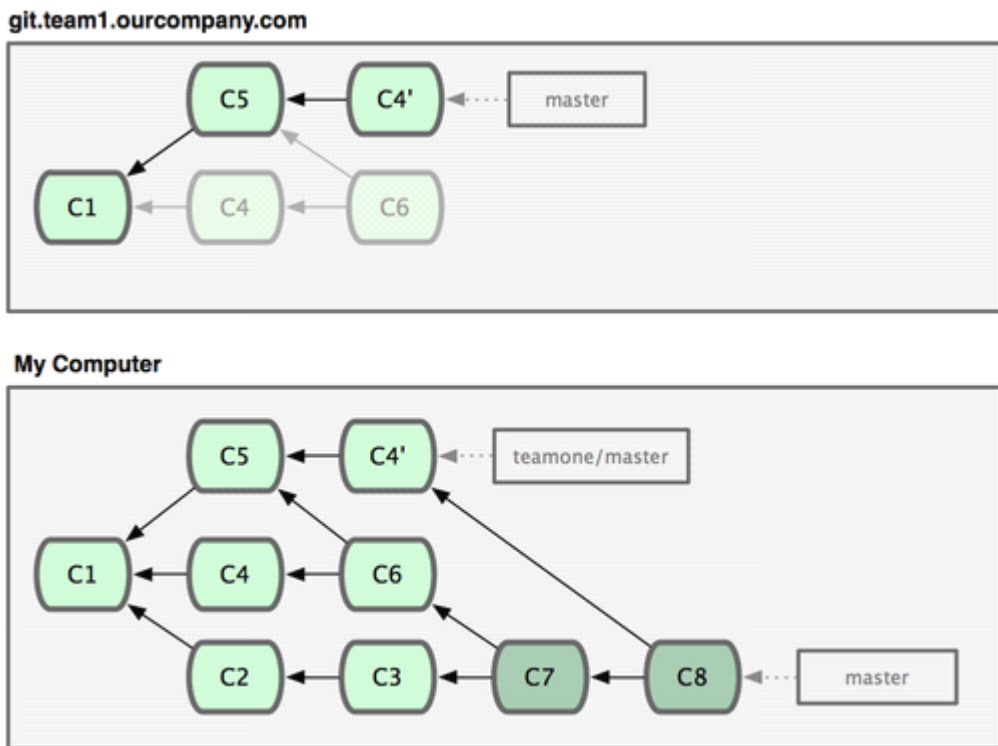 git.team1.ourcompany.com
C5 C4' master
C1 C4 C6
My Computer
C5 C4' teamone/master
C1 C4 C6
C2 C3 C7 C8 master